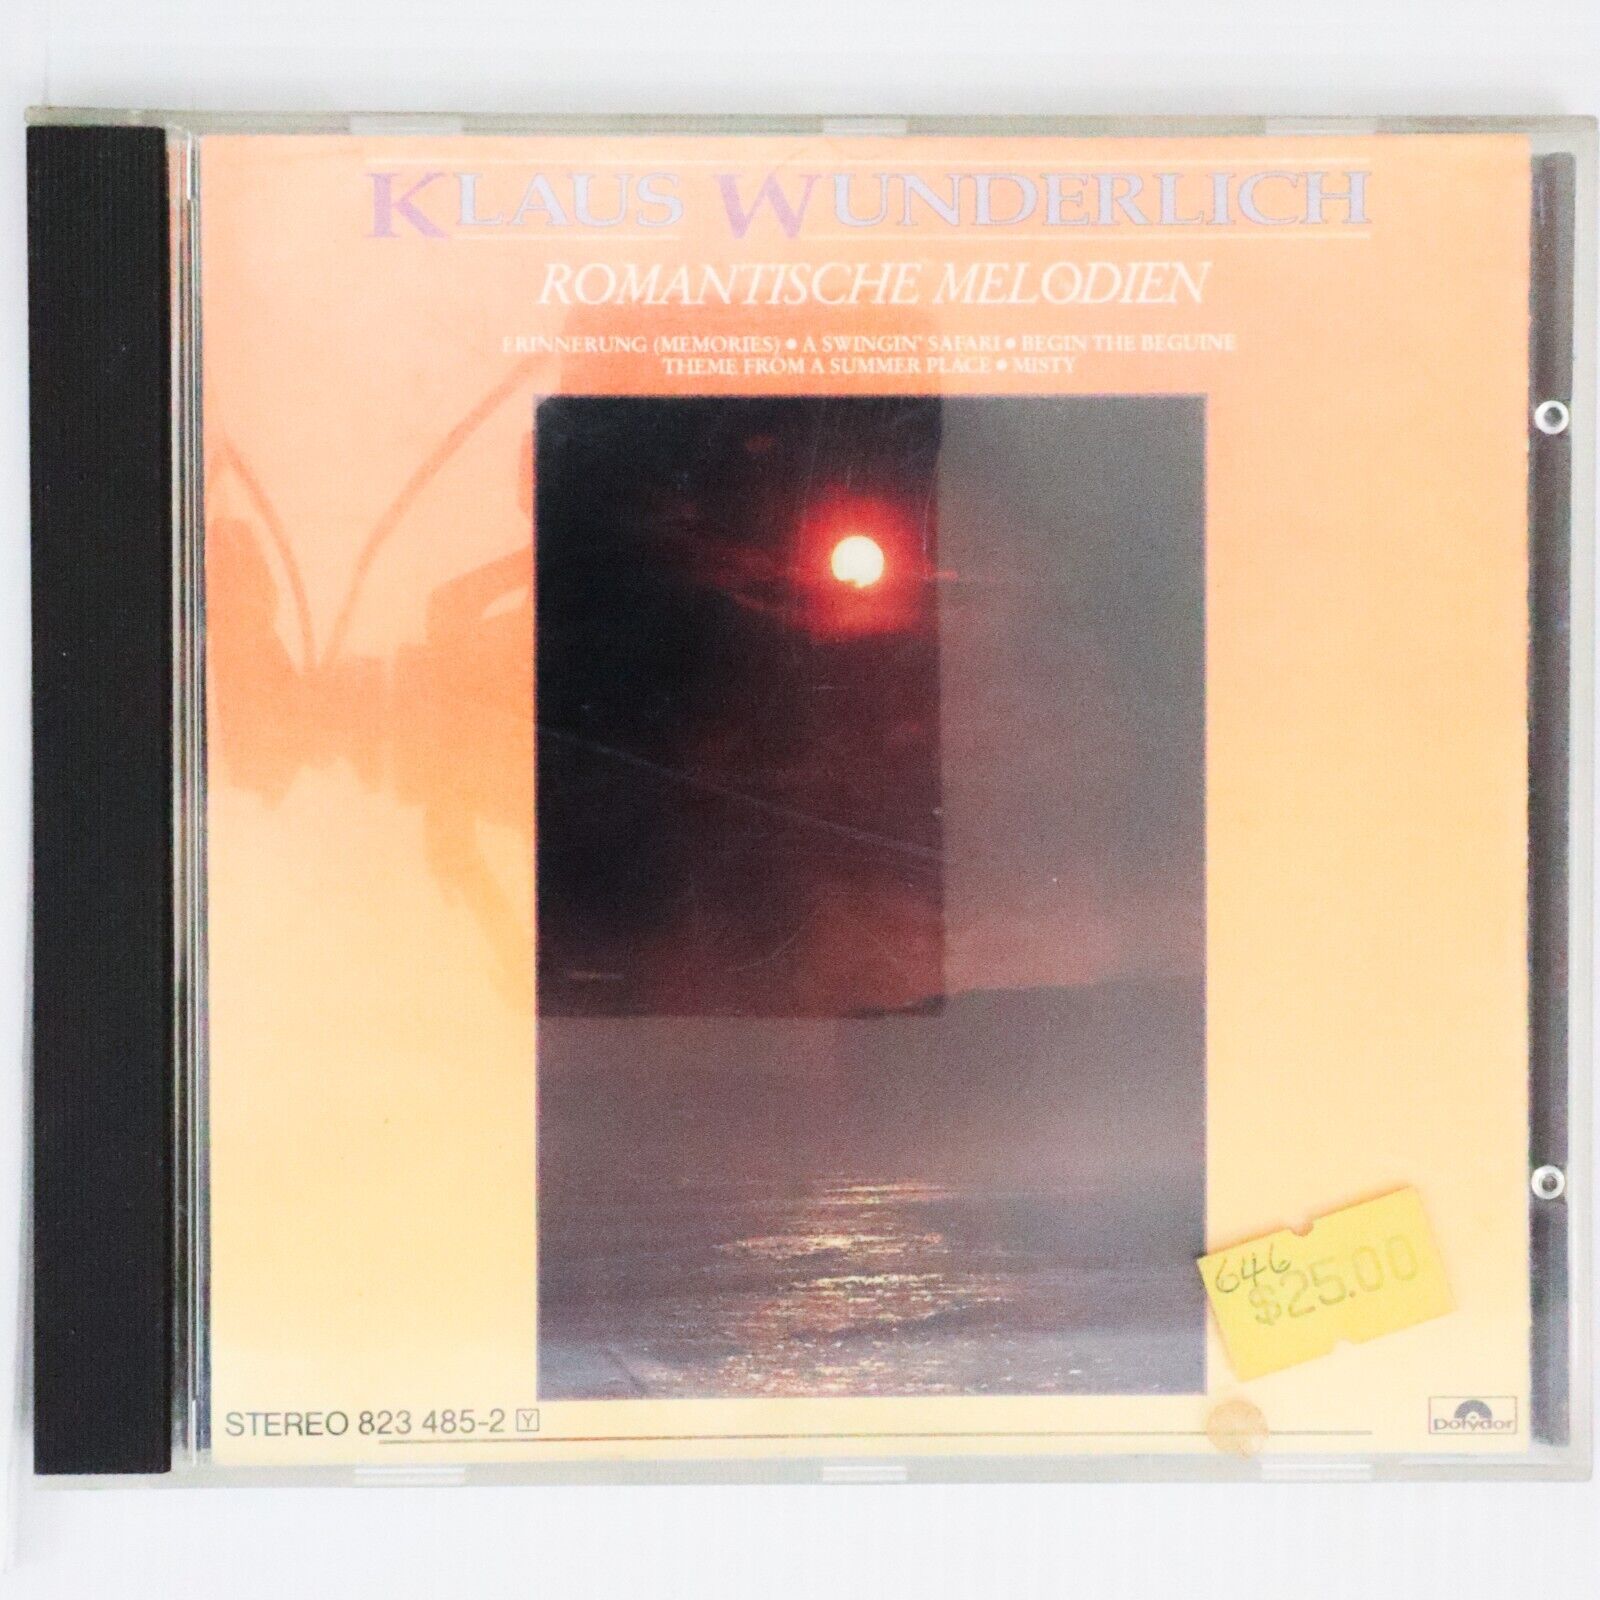 KLAUS WUNDERLICH
ROMANTISCHE MELODIEN
ERINNERUNG (MEMORIES) • A SWINGIN' SAFARI • BEGIN THE BEGUINE
THEME FROM A SUMMER PLACE • MISTY
646
$25.00
STEREO 823 485-2 Y
Polydor